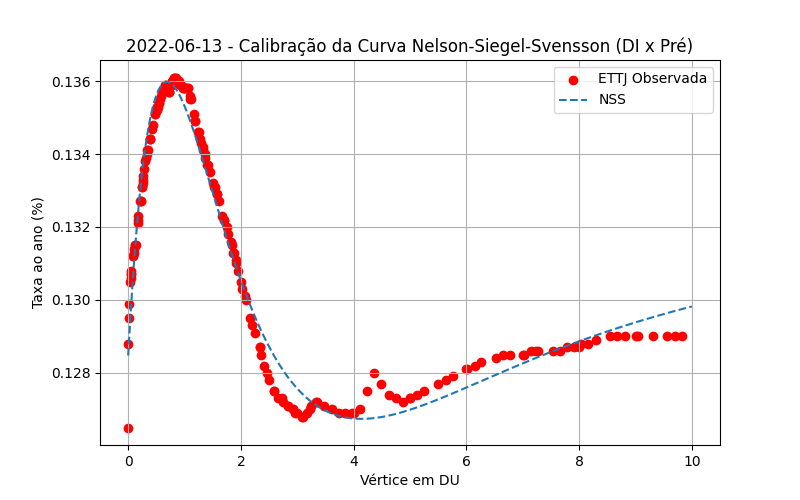 2022-06-13 - Calibração da Curva Nelson-Siegel-Svensson (DI x Pré)
ETTJ Observada
NSS
Taxa ao ano (%)
0.136
0.134
0.132
0.130
0.128
0 2 4 6 8 10
Vértice em DU